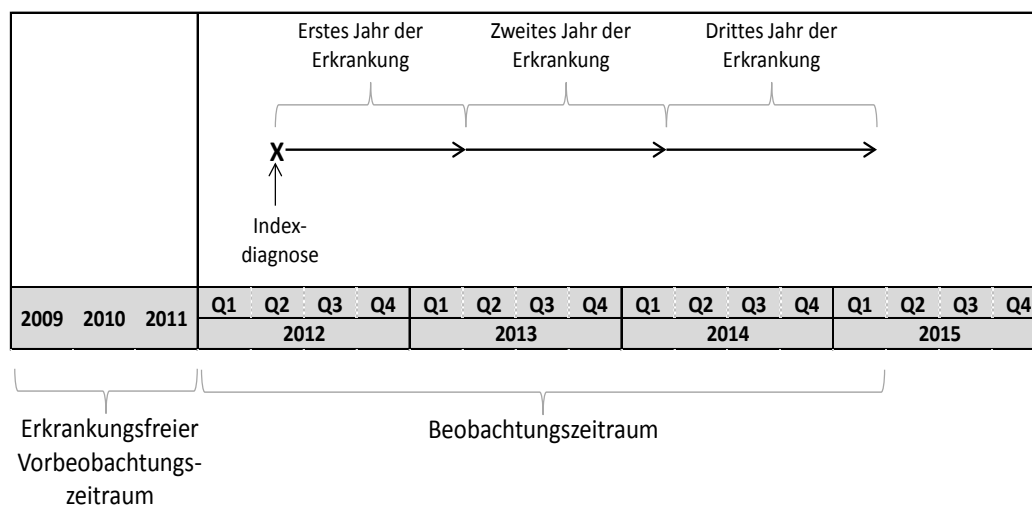 Erstes Jahr der
Erkrankung
Zweites Jahr der
Erkrankung
Drittes Jahr der
Erkrankung
X
Index-
diagnose
2009 2010 2011
Q1 Q2 Q3 Q4 Q1 Q2 Q3 Q4 Q1 Q2 Q3 Q4 Q1 Q2 Q3 Q4
2012 2013 2014 2015
Erkrankungsfreier
Vorbeobachtungs-
zeitraum
Beobachtungszeitraum